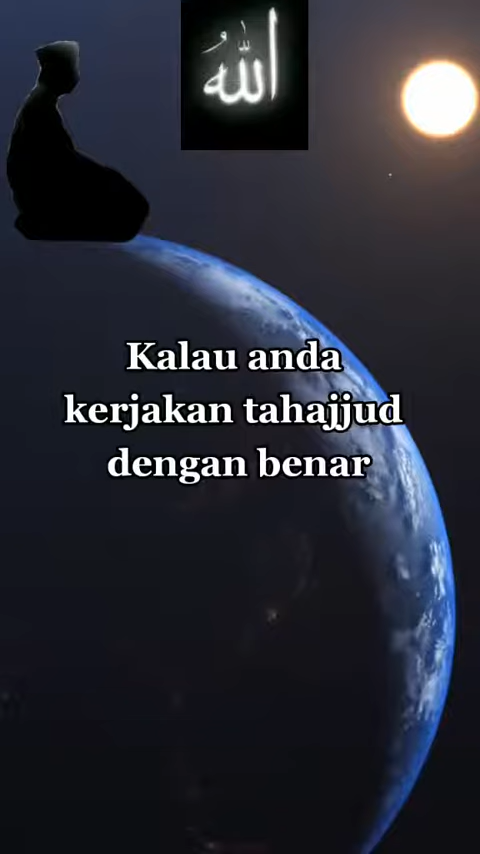 الله
Kalau anda
kerjakan tahajjud
dengan benar